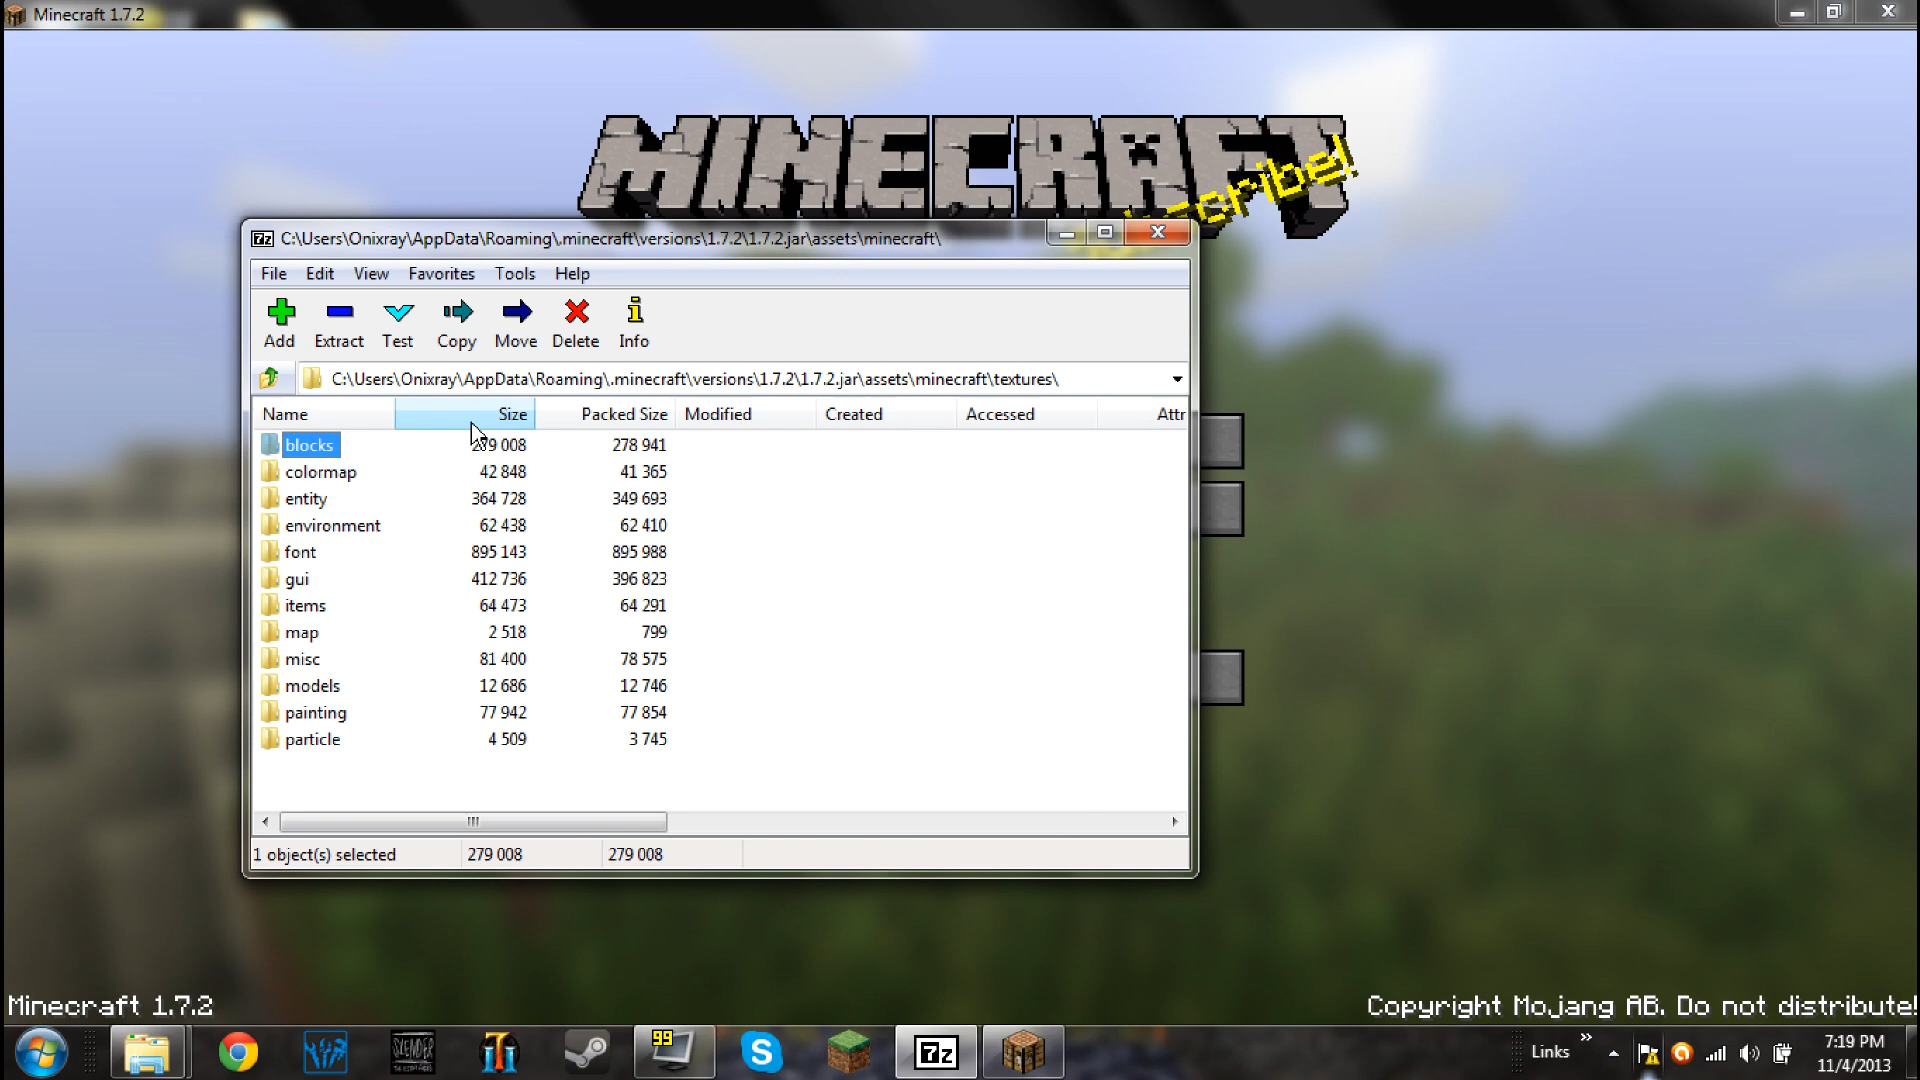 Minecraft 1.7.2
MINECRAFT
scribe!
C:\Users\Onixray\AppData\Roaming\.minecraft\versions\1.7.2\1.7.2.jar\assets\minecraft\
File Edit View Favorites Tools Help
Add Extract Test Copy Move Delete Info
C:\Users\Onixray\AppData\Roaming\.minecraft\versions\1.7.2\1.7.2.jar\assets\minecraft\textures\
Name Size Packed Size Modified Created Accessed Attr
blocks 279 008 278 941
colormap 42 848 41 365
entity 364 728 349 693
environment 62 438 62 410
font 895 143 895 988
gui 412 736 396 823
items 64 473 64 291
map 2 518 799
misc 81 400 78 575
models 12 686 12 746
painting 77 942 77 854
particle 4 509 3 745
1 object(s) selected 279 008 279 008
Minecraft 1.7.2 Copyright Mojang AB. Do not distribute!
SLENDER
99
7z
Links
7:19 PM
11/4/2013